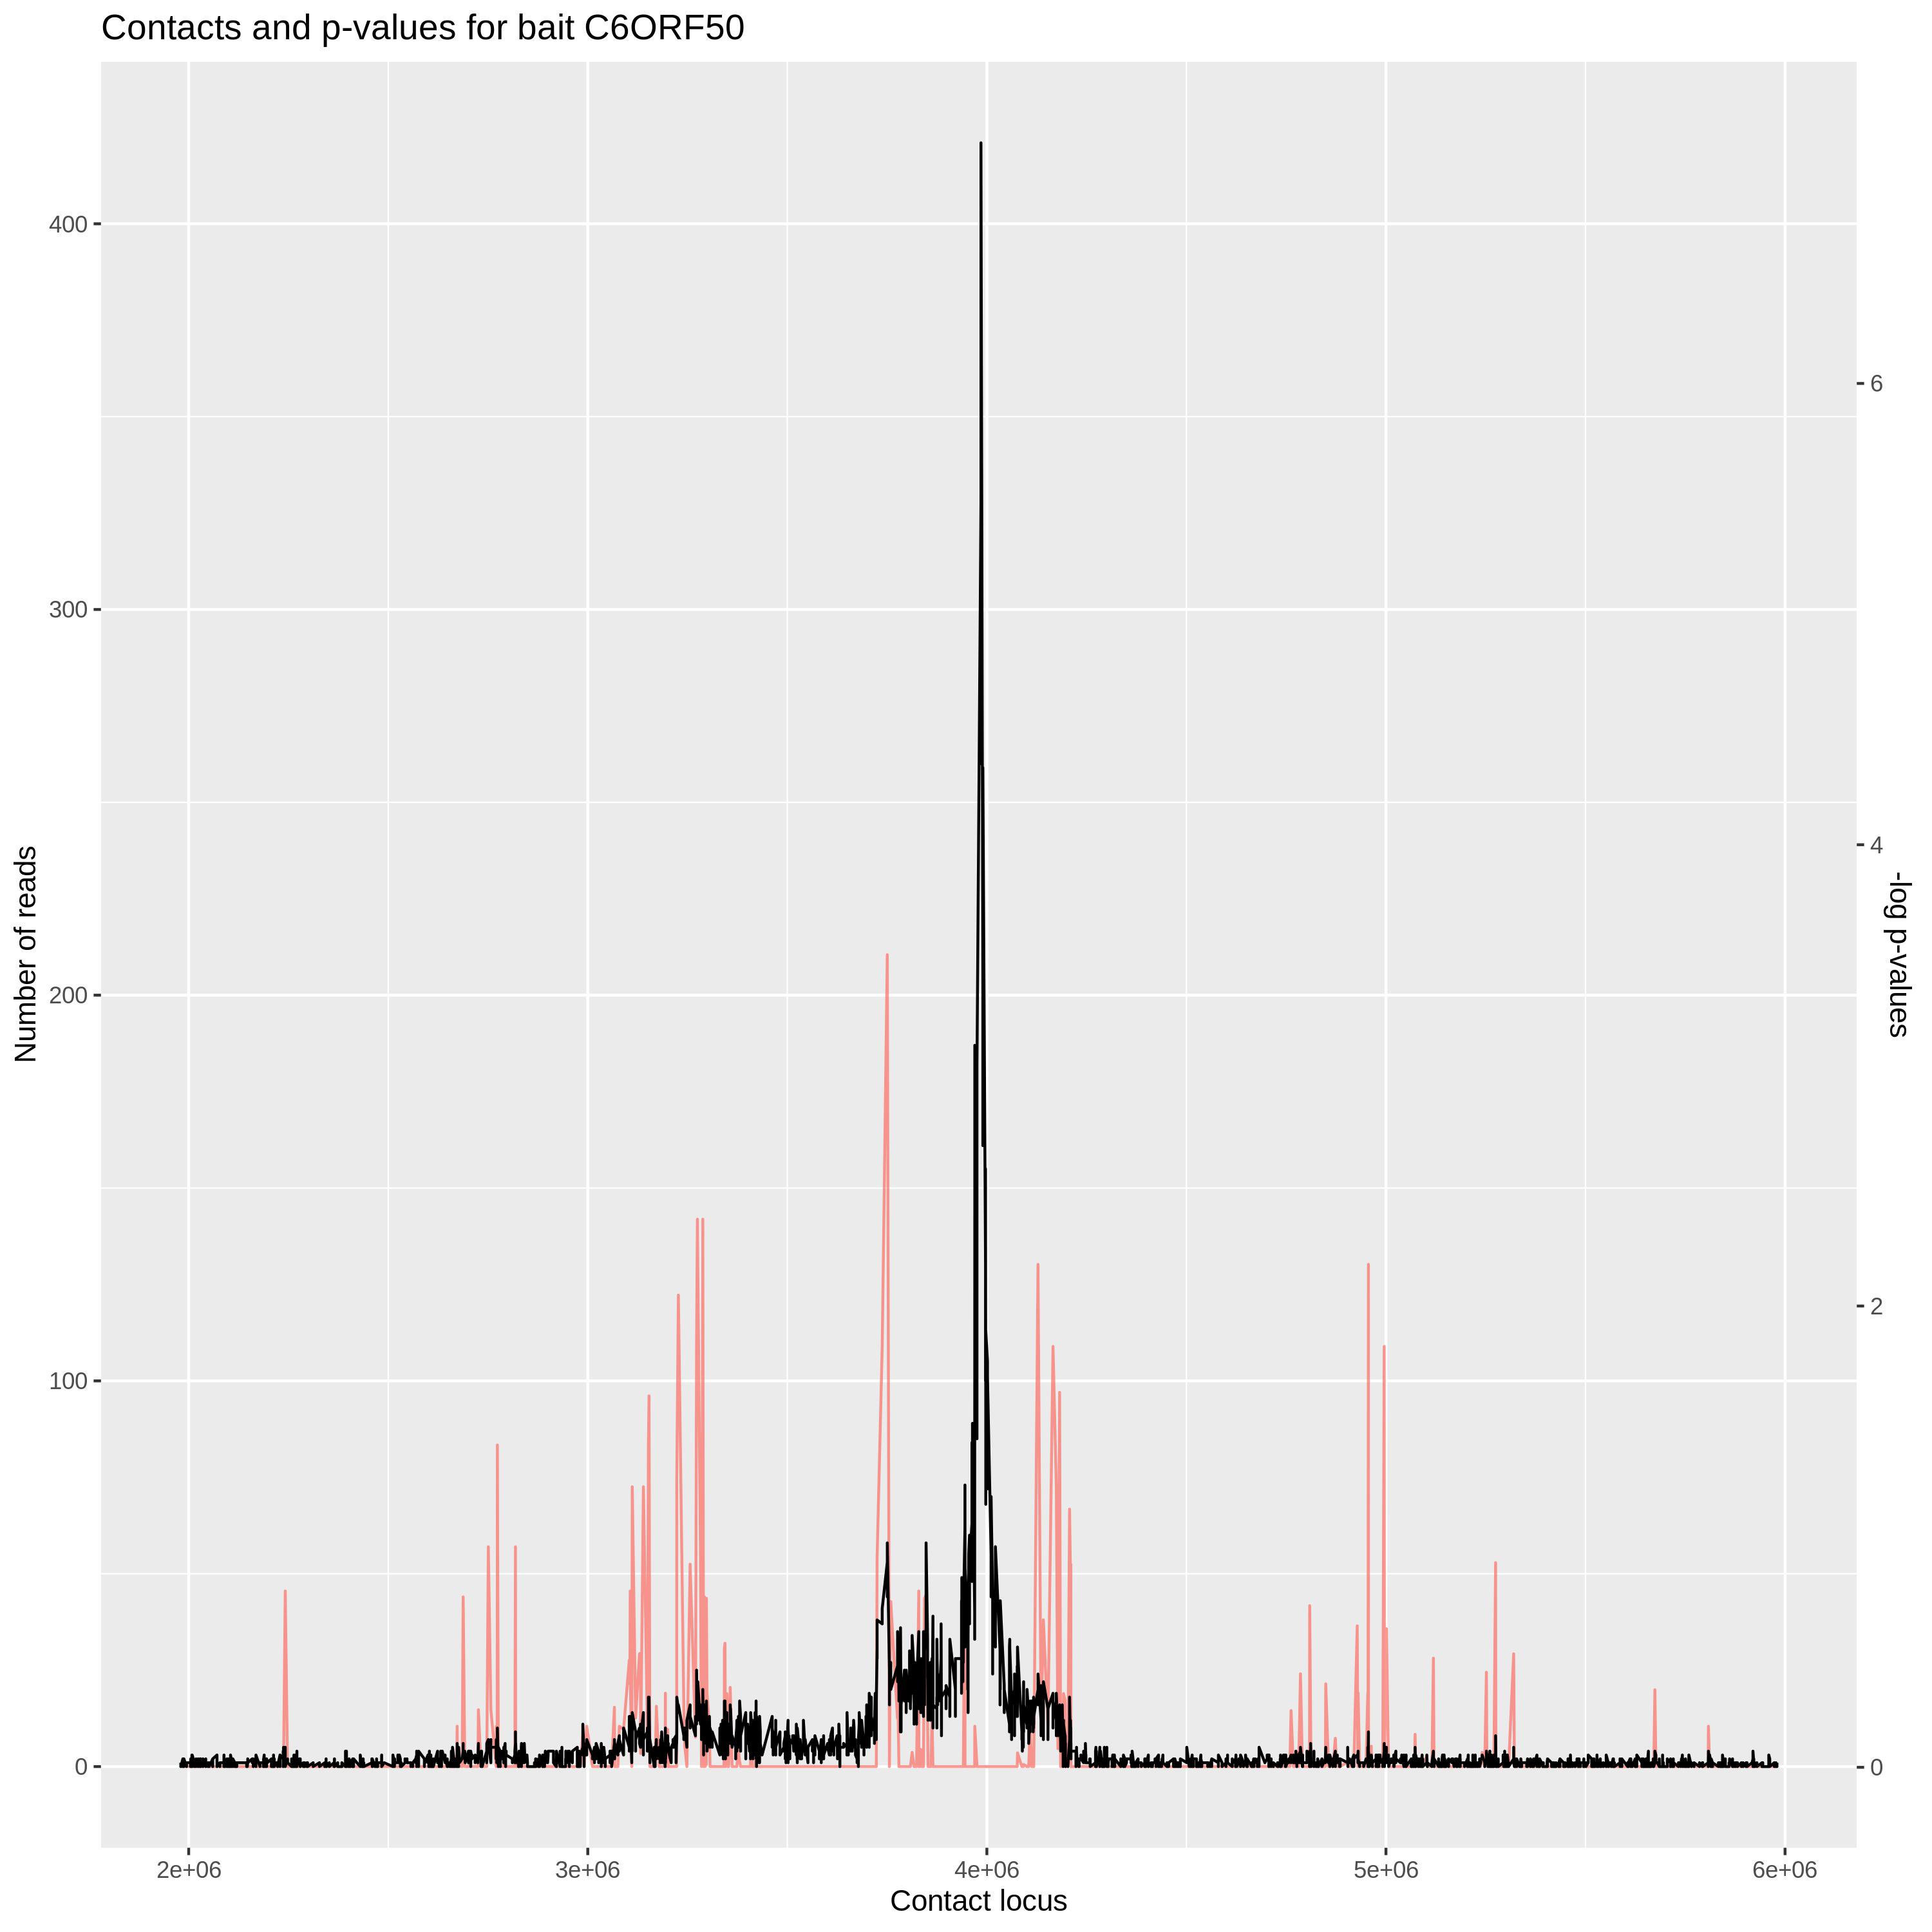 Contacts and p-values for bait C6ORF50
400
300
200
100
0
Number of reads
6
4
2
0
-log p-values
2e+06 3e+06 4e+06 5e+06 6e+06
Contact locus